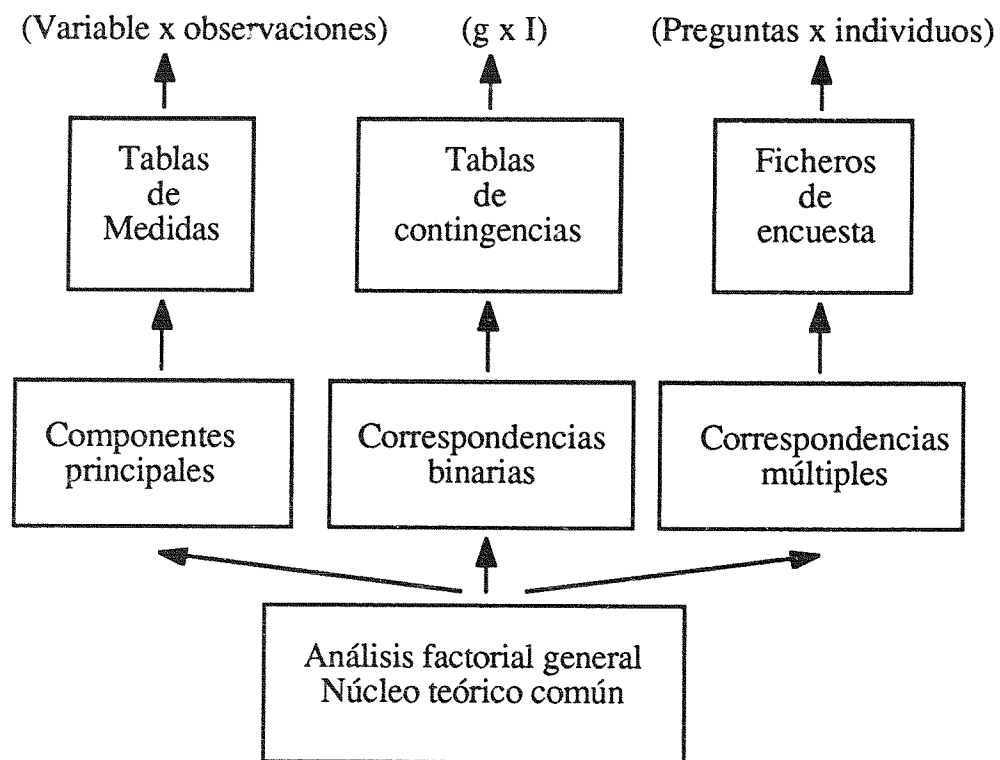 (Variable x observaciones)
(g x I)
(Preguntas x individuos)
Tablas
de
Medidas
Tablas
de
contingencias
Ficheros
de
encuesta
Componentes
principales
Correspondencias
binarias
Correspondencias
múltiples
Análisis factorial general
Núcleo teórico común